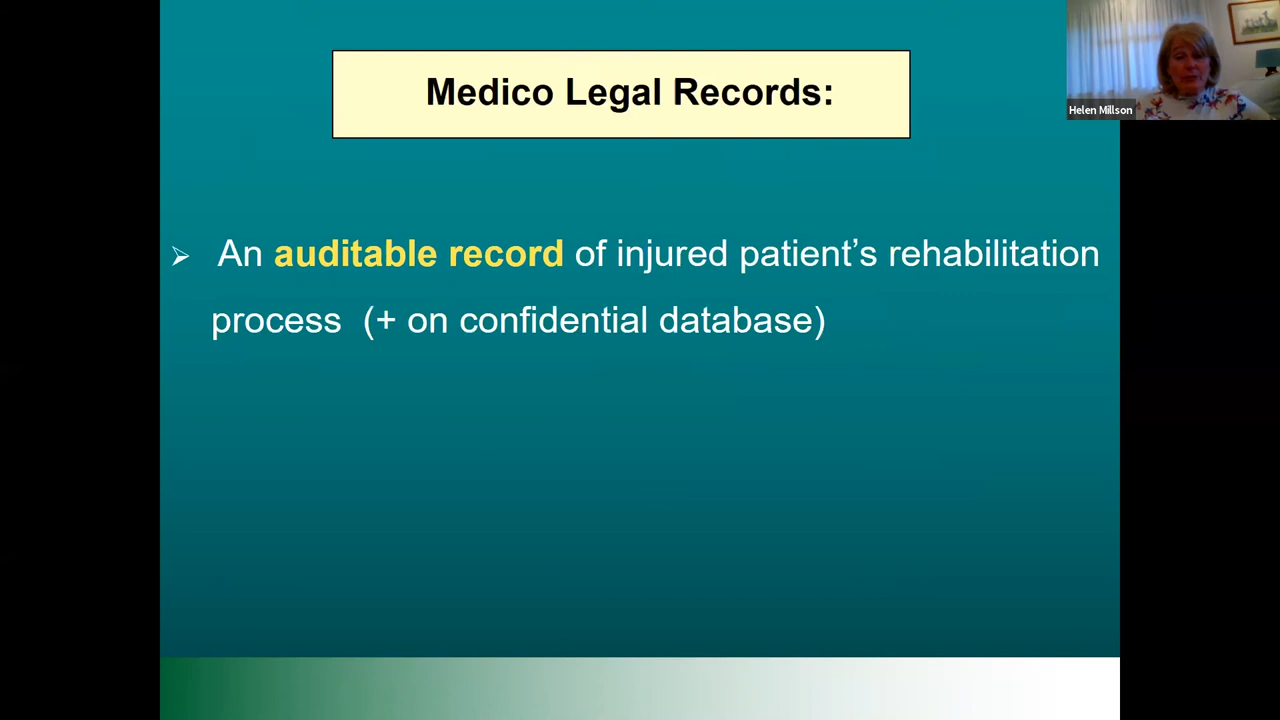 Medico Legal Records:
Helen Millson
➢ An auditable record of injured patient’s rehabilitation
process (+ on confidential database)